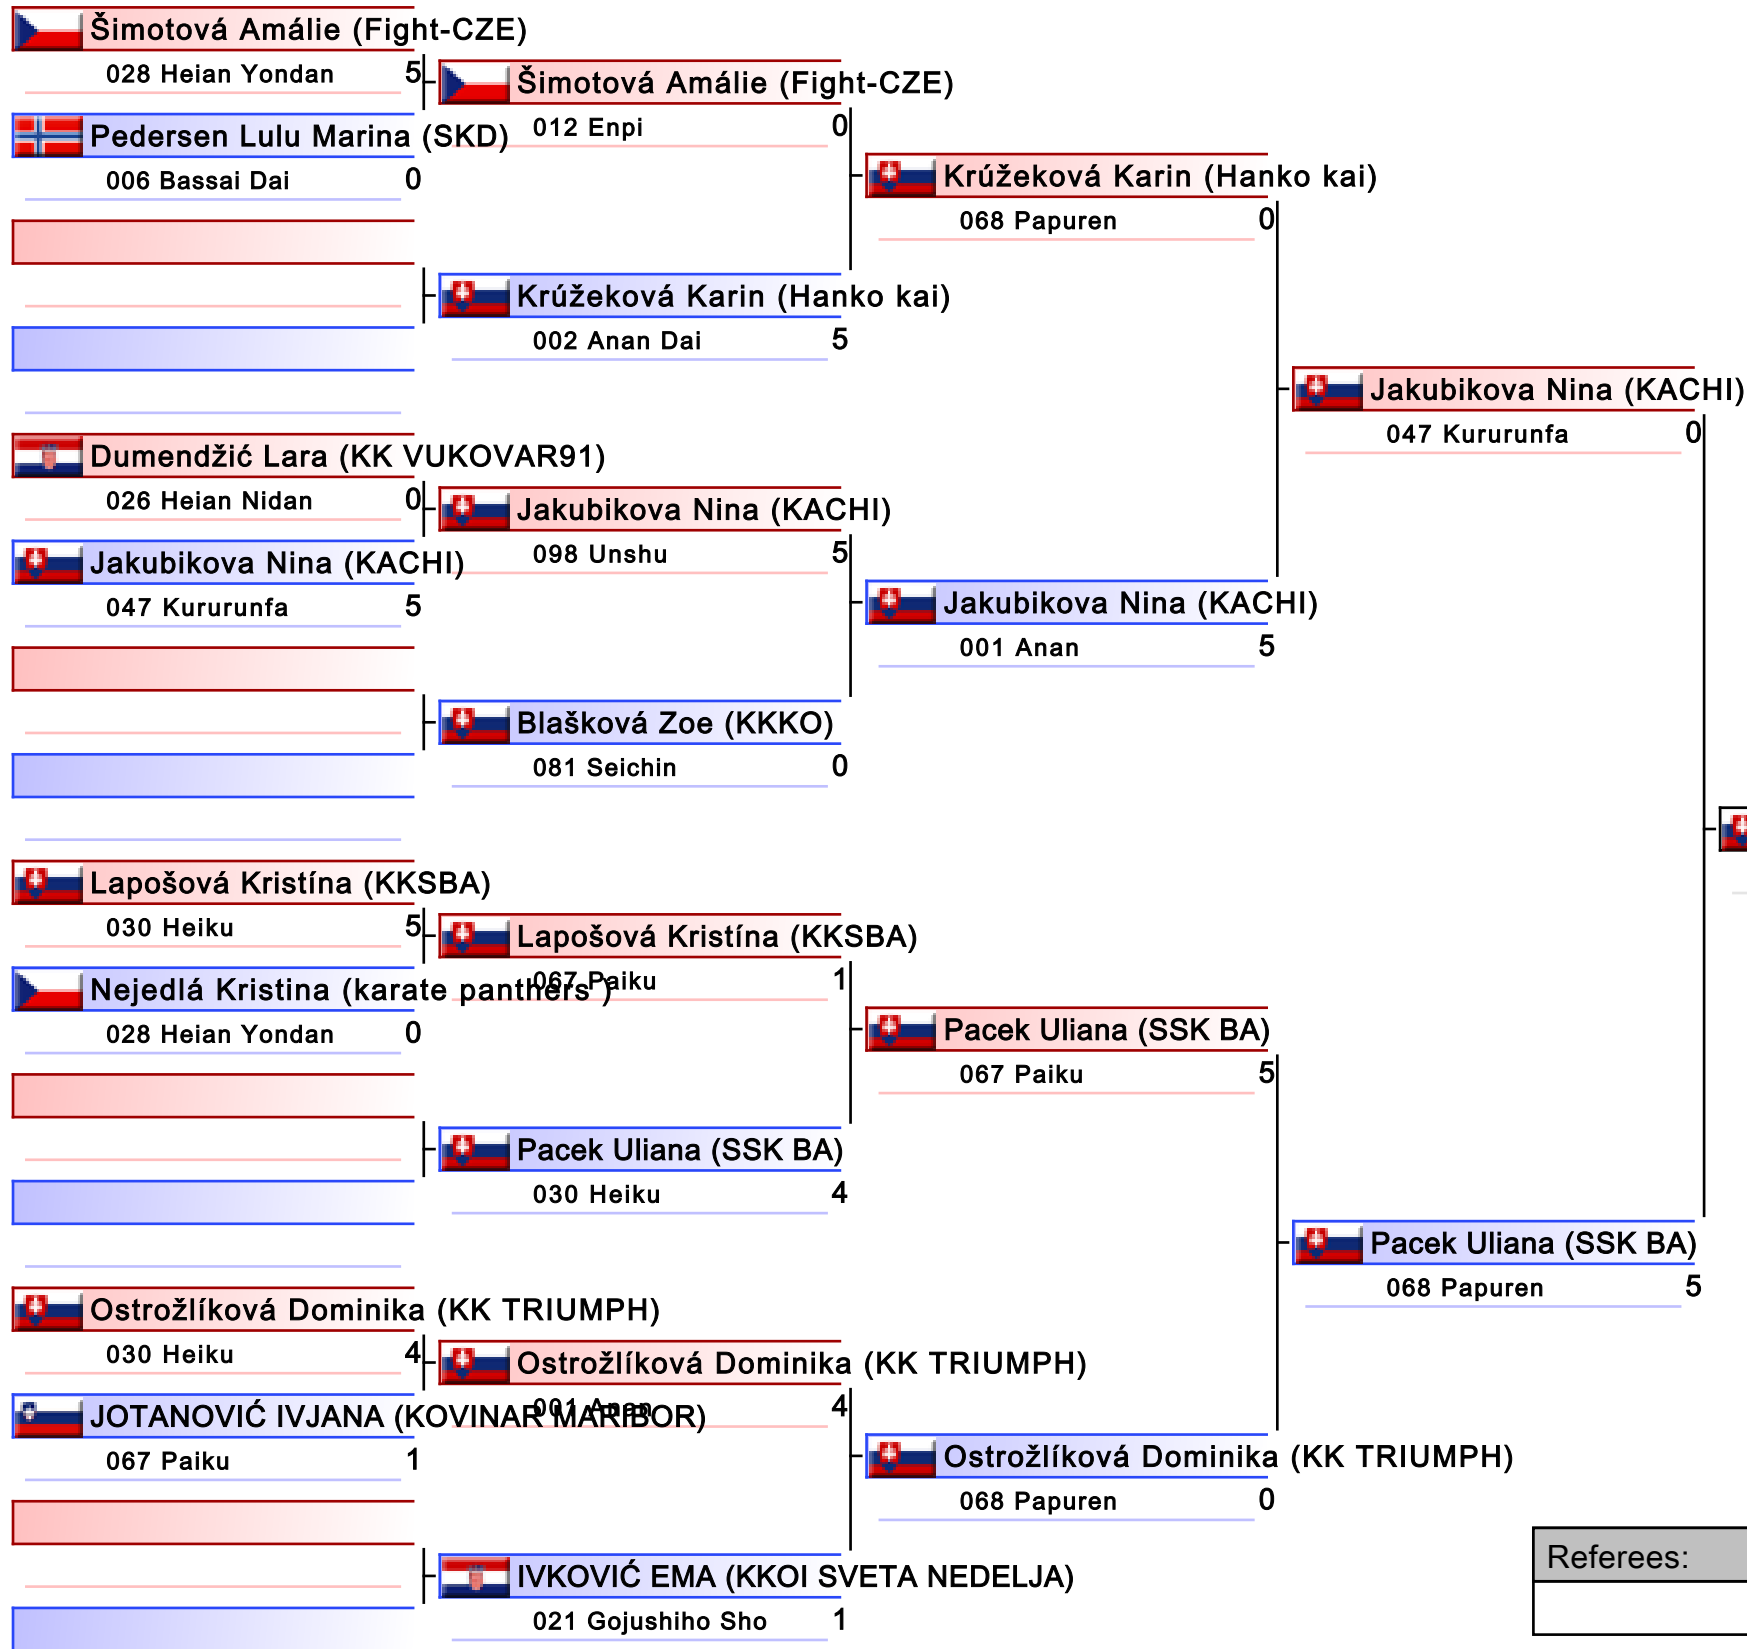 Šimotová Amálie (Fight-CZE)
028 Heian Yondan 5
Pedersen Lulu Marina (SKD)
006 Bassai Dai 0
Dumendžić Lara (KK VUKOVAR91)
026 Heian Nidan 0
Jakubikova Nina (KACHI)
047 Kururunfa 5
Lapošová Kristína (KKSBA)
030 Heiku 5
Nejedlá Kristina (karate panthers )
028 Heian Yondan 0
Ostrožlíková Dominika (KK TRIUMPH)
030 Heiku 4
JOTANOVIĆ IVJANA (KOVINAR MARIBOR)
067 Paiku 1
Šimotová Amálie (Fight-CZE)
012 Enpi 0
Krúžeková Karin (Hanko kai)
002 Anan Dai 5
Jakubikova Nina (KACHI)
098 Unshu 5
Blašková Zoe (KKKO)
081 Seichin 0
Lapošová Kristína (KKSBA)
067 Paiku 1
Pacek Uliana (SSK BA)
030 Heiku 4
Ostrožlíková Dominika (KK TRIUMPH)
001 Anan 4
IVKOVIĆ EMA (KKOI SVETA NEDELJA)
021 Gojushiho Sho 1
Krúžeková Karin (Hanko kai)
068 Papuren 0
Jakubikova Nina (KACHI)
001 Anan 5
Pacek Uliana (SSK BA)
067 Paiku 5
Ostrožlíková Dominika (KK TRIUMPH)
068 Papuren 0
Jakubikova Nina (KACHI)
047 Kururunfa 0
Pacek Uliana (SSK BA)
068 Papuren 5
Referees: